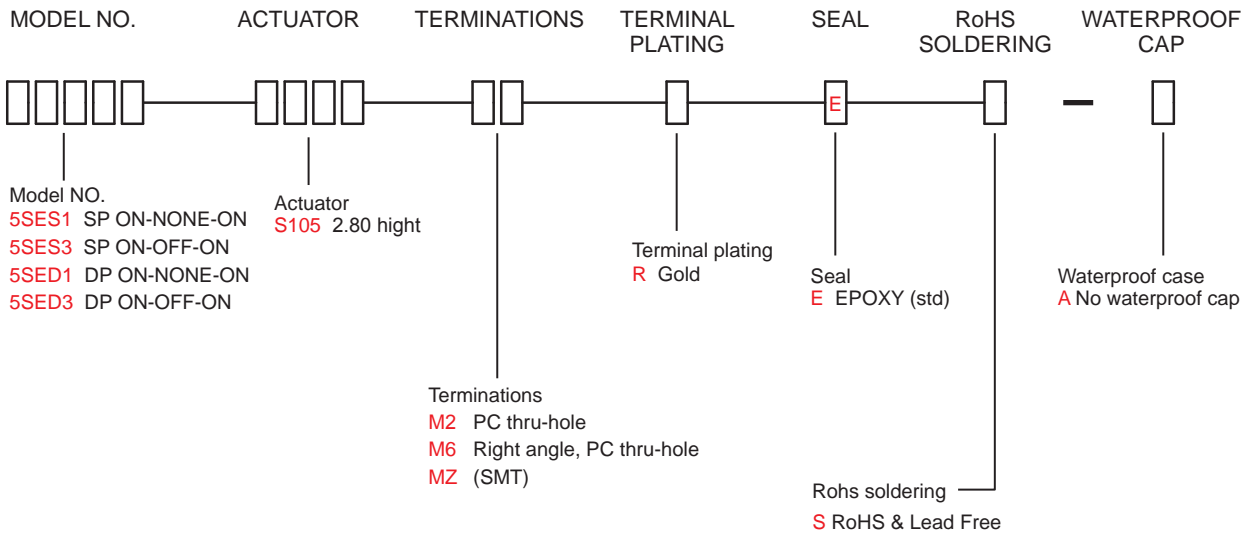 MODEL NO.
ACTUATOR
TERMINATIONS
TERMINAL
PLATING
SEAL
RoHS
SOLDERING
WATERPROOF
CAP
E
Model NO.
5SES1 SP ON-NONE-ON
5SES3 SP ON-OFF-ON
5SED1 DP ON-NONE-ON
5SED3 DP ON-OFF-ON
Actuator
S105 2.80 hight
Terminations
M2 PC thru-hole
M6 Right angle, PC thru-hole
MZ (SMT)
Terminal plating
R Gold
Seal
E EPOXY (std)
Rohs soldering
S RoHS & Lead Free
Waterproof case
A No waterproof cap